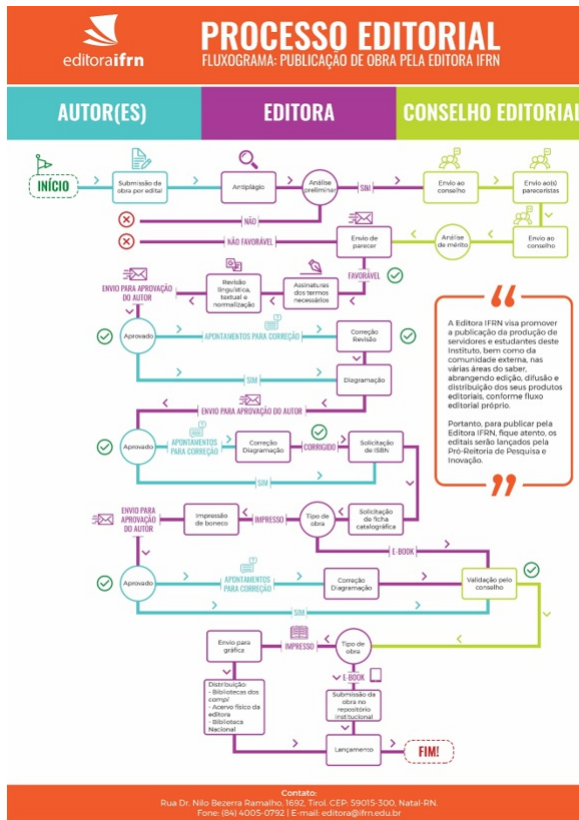 editoraifrn
PROCESSO EDITORIAL
FLUXOGRAMA: PUBLICAÇÃO DE OBRA PELA EDITORA IFRN
AUTOR(ES)
EDITORA
CONSELHO EDITORIAL
INÍCIO
Submissão da
obra por edital
Antiplágio
Análise
preliminar
SIM
Envio ao
conselho
Envio ao(s)
pareceristas
NÃO
NÃO FAVORÁVEL
Envio de
parecer
Análise
de mérito
Envio ao
conselho
FAVORÁVEL
ENVIO PARA APROVAÇÃO
DO AUTOR
Revisão
linguística,
textual e
normalização
Assinaturas
dos termos
necessários
Aprovado
APONTAMENTOS PARA CORREÇÃO
Correção
Revisão
SIM
Diagramação
ENVIO PARA APROVAÇÃO DO AUTOR
Aprovado
APONTAMENTOS
PARA CORREÇÃO
Correção
Diagramação
CORRIGIDO
Solicitação
de ISBN
SIM
ENVIO PARA
APROVAÇÃO
DO AUTOR
Impressão
de boneco
IMPRESSO
Tipo de
obra
Solicitação
de ficha
catalográfica
E-BOOK
Aprovado
APONTAMENTOS
PARA CORREÇÃO
Correção
Diagramação
Validação pelo
conselho
SIM
Envio para
gráfica
IMPRESSO
Tipo de
obra
E-BOOK
Distribuição:
- Bibliotecas dos
campi
- Acervo físico da
editora
- Biblioteca
Nacional
Submissão da
obra no
repositório
institucional
Lançamento
FIM!
“
A Editora IFRN visa promover
a publicação da produção de
servidores e estudantes deste
Instituto, bem como da
comunidade externa, nas
várias áreas do saber,
abrangendo edição, difusão e
distribuição dos seus produtos
editoriais, conforme fluxo
editorial próprio.
Portanto, para publicar pela
Editora IFRN, fique atento, os
editais serão lançados pela
Pró-Reitoria de Pesquisa e
Inovação.
”
Contato:
Rua Dr. Nilo Bezerra Ramalho, 1692, Tirol. CEP: 59015-300, Natal-RN.
Fone: (84) 4005-0792 | E-mail: editora@ifrn.edu.br